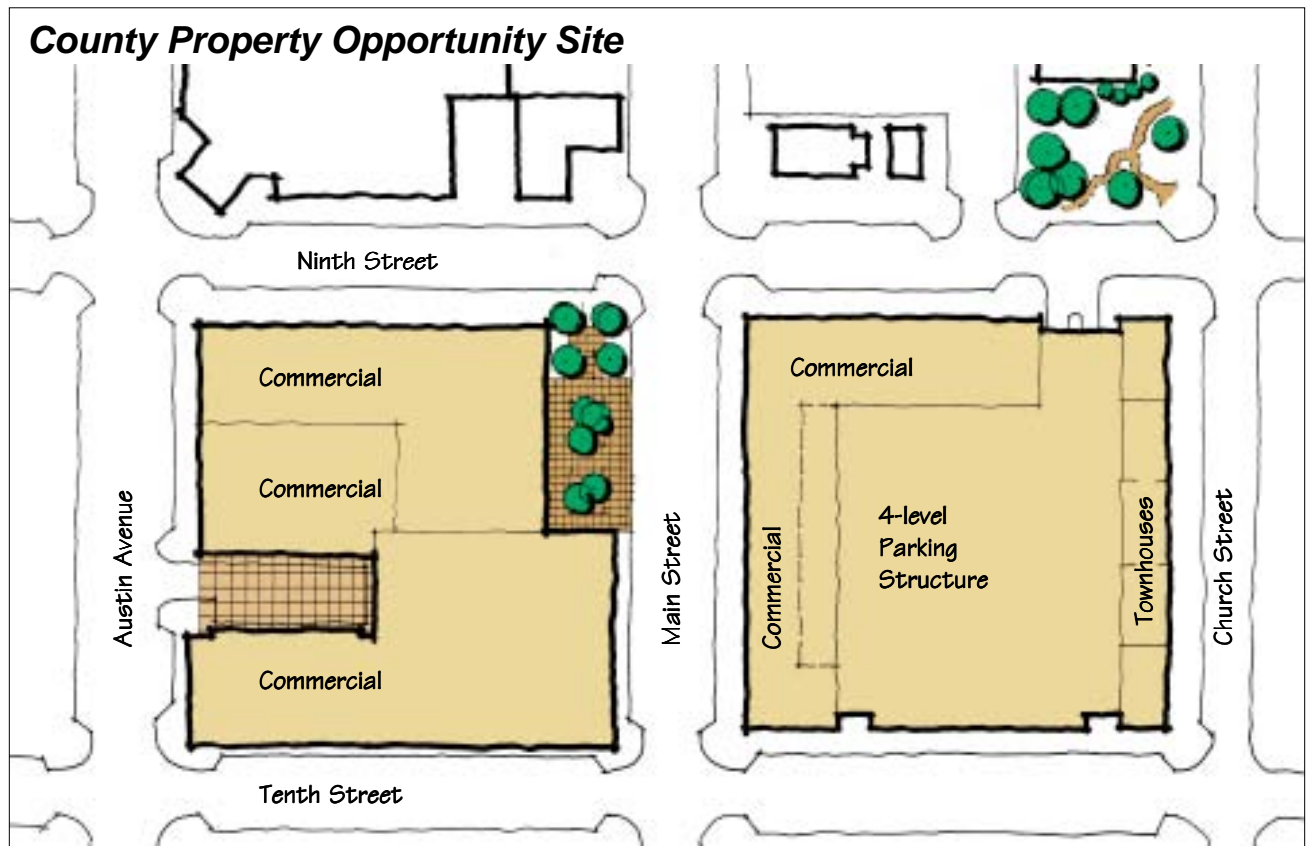 County Property Opportunity Site
Ninth Street
Commercial
Commercial
Commercial
Austin Avenue
Main Street
Commercial
Commercial
4-level
Parking
Structure
Townhouses
Church Street
Tenth Street